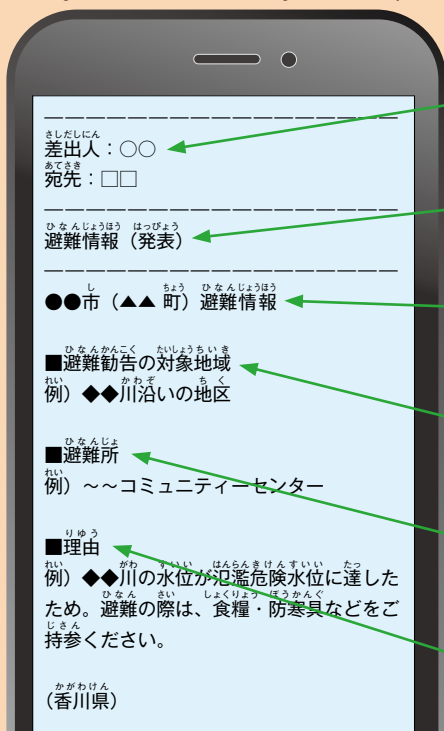 差出人：○○
宛先：□□
避難情報（発表）
●●市（▲▲ 町）避難情報
■避難勧告の対象地域
例）◆◆川沿いの地区
■避難所
例）～～コミュニティーセンター
■理由
例）◆◆川の水位が氾濫危険水位に達した
ため。避難の際は、食糧・防寒具などをご
持参ください。
（香川県）